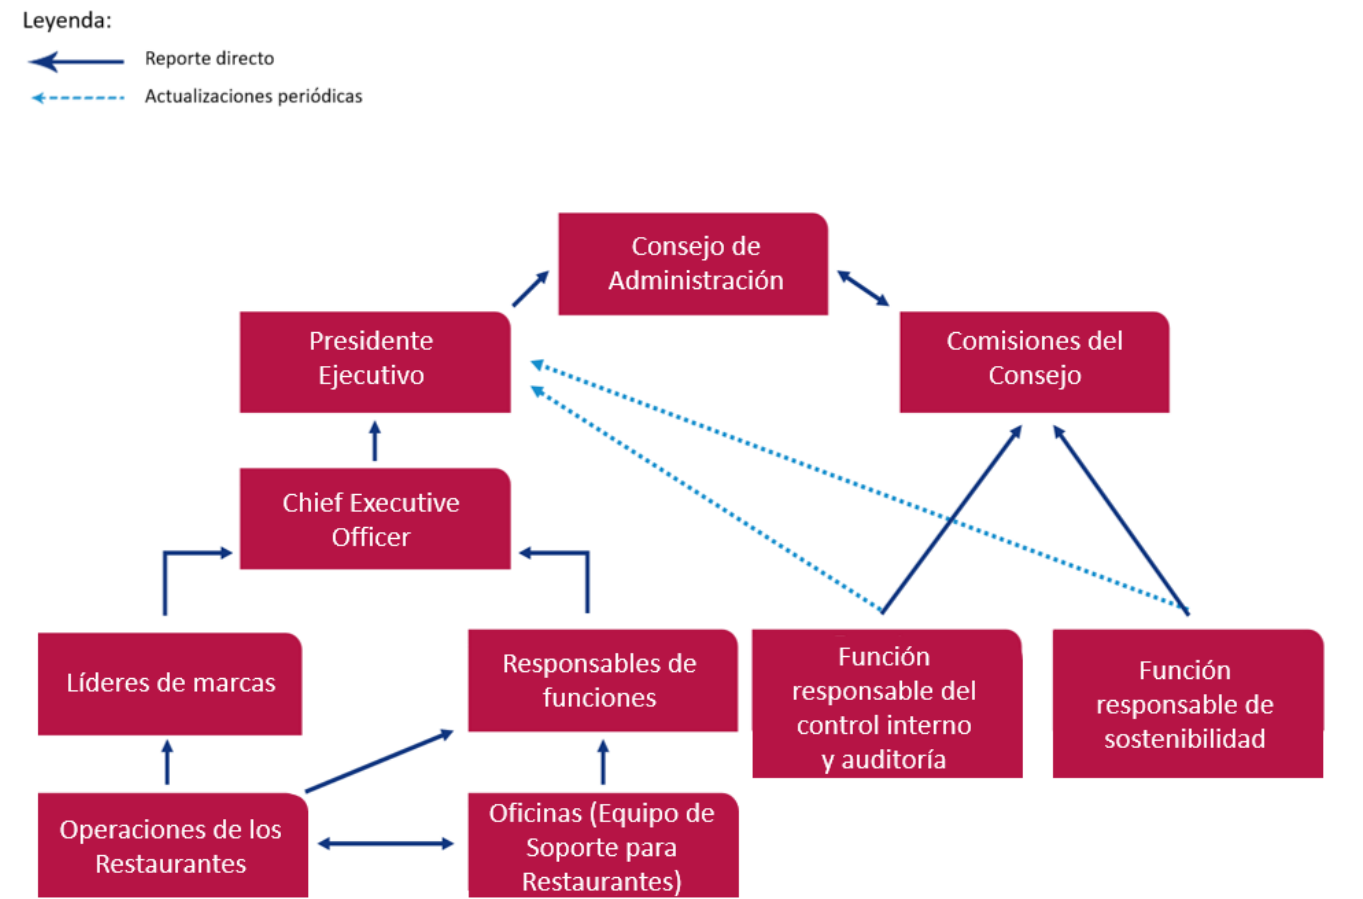 Leyenda:
Reporte directo
Actualizaciones periódicas
Consejo de
Administración
Presidente
Ejecutivo
Comisiones del
Consejo
Chief Executive
Officer
Líderes de marcas
Responsables de
funciones
Función
responsable del
control interno
y auditoría
Función
responsable de
sostenibilidad
Operaciones de los
Restaurantes
Oficinas (Equipo de
Soporte para
Restaurantes)